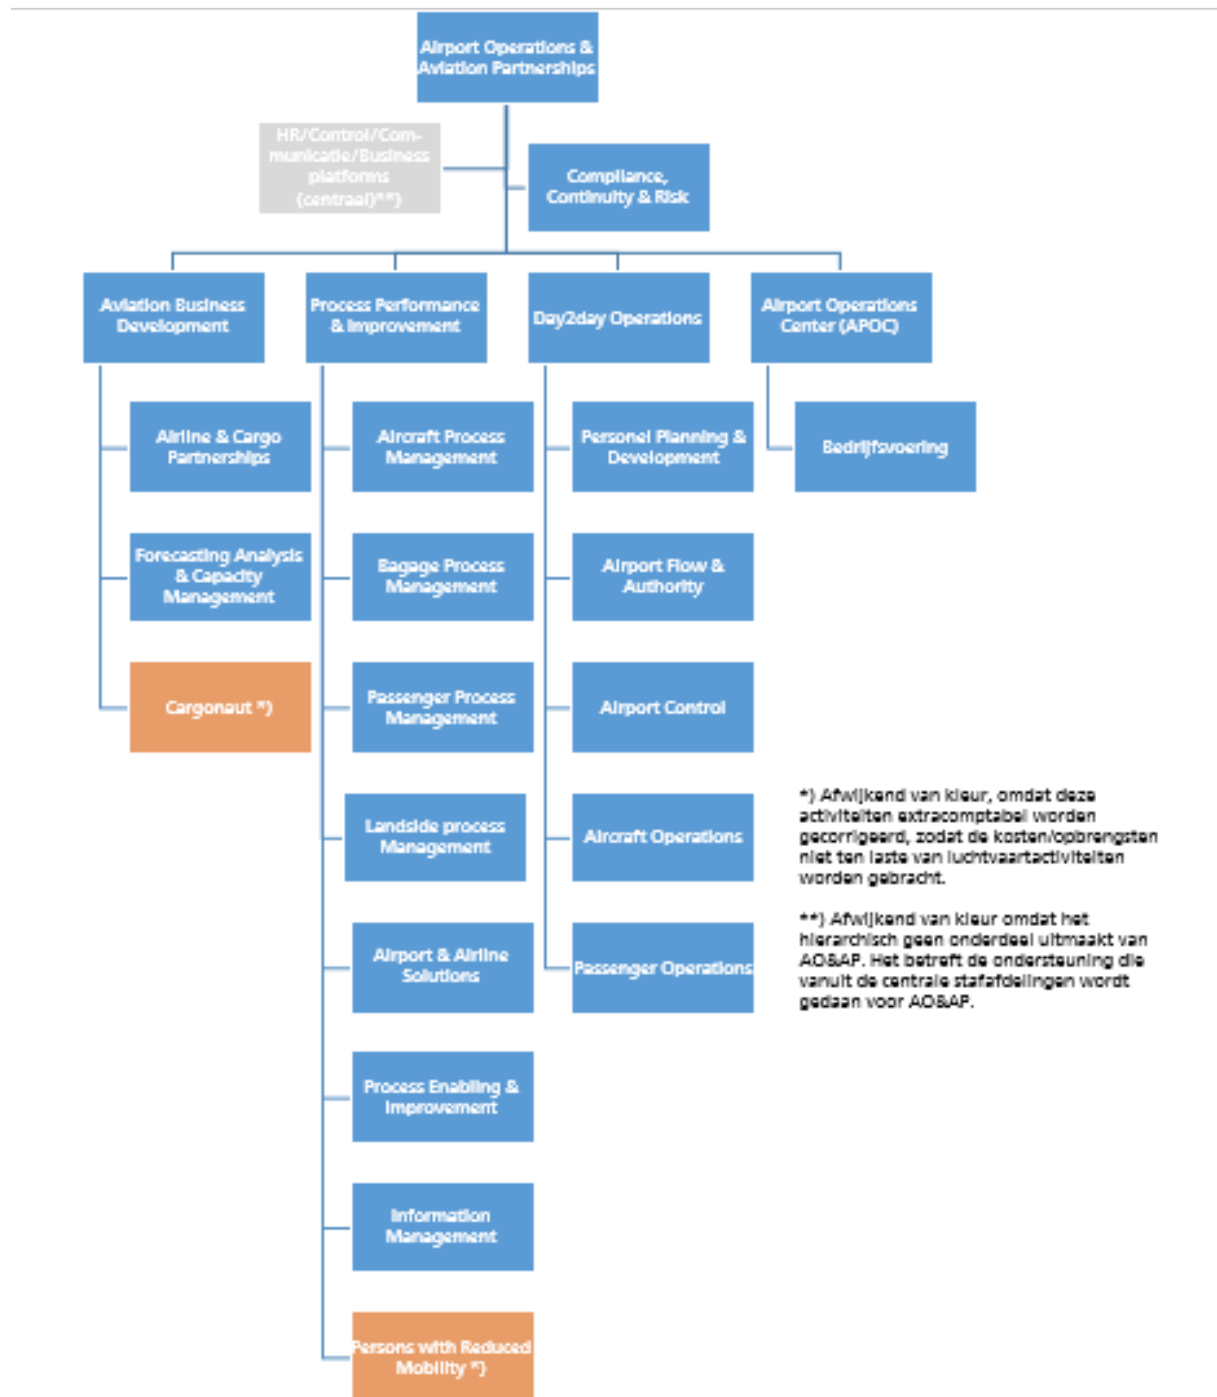 Airport Operations &
Aviation Partnerships
HR/Control/Com-
municatie/Business
platforms
(centraal)**)
Compliance,
Continuity & Risk
Aviation Business
Development
Process Performance
& Improvement
Day2day Operations
Airport Operations
Center (APOC)
Airline & Cargo
Partnerships
Aircraft Process
Management
Personel Planning &
Development
Bedrijfsvoering
Forecasting Analysis
& Capacity
Management
Bagage Process
Management
Airport Flow &
Authority
Cargonaut *)
Passenger Process
Management
Airport Control
Landside process
Management
Aircraft Operations
*) Afwijkend van kleur, omdat deze
activiteiten extracomptabel worden
gecorrigeerd, zodat de kosten/opbrengsten
niet ten laste van luchtvaartactiviteiten
worden gebracht.
Airport & Airline
Solutions
Passenger Operations
**) Afwijkend van kleur omdat het
hierarchisch geen onderdeel uitmaakt van
AO&AP. Het betreft de ondersteuning die
vanuit de centrale stafafdelingen wordt
gedaan voor AO&AP.
Process Enabling &
Improvement
Information
Management
Persons with Reduced
Mobility *)